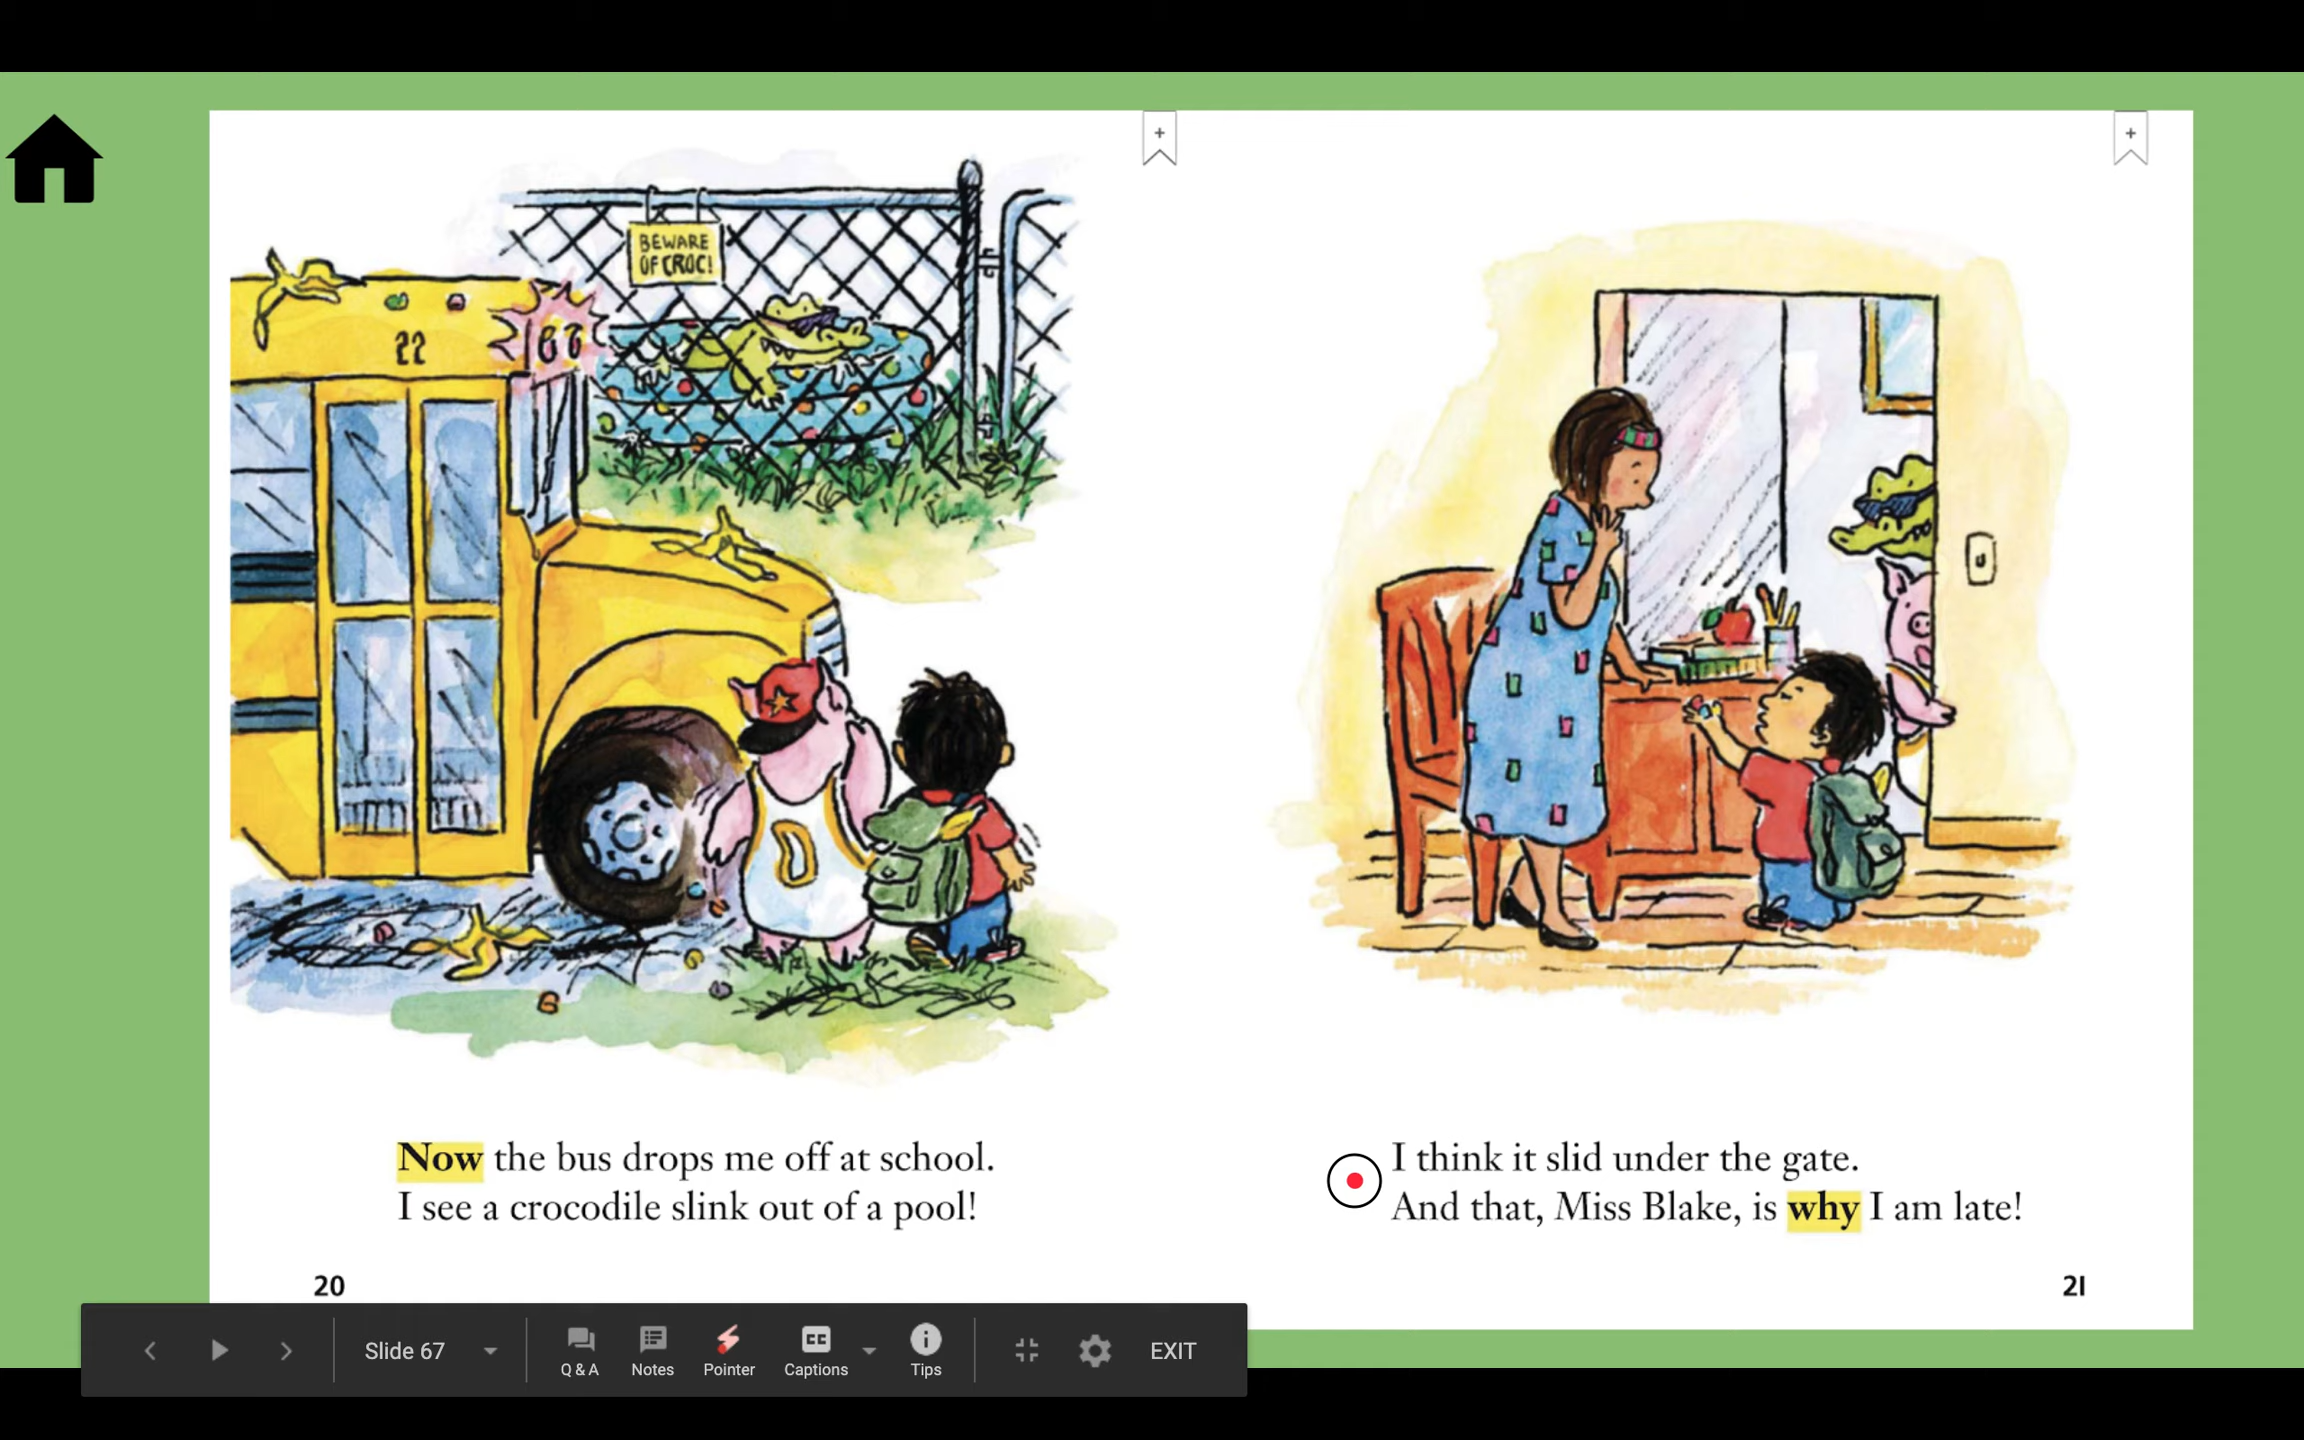 BEWARE
OF CROC!
22
D
Now the bus drops me off at school.
I see a crocodile slink out of a pool!
20
I think it slid under the gate.
And that, Miss Blake, is why I am late!
21
Slide 67
Q & A
Notes
Pointer
CC
Captions
Tips
EXIT